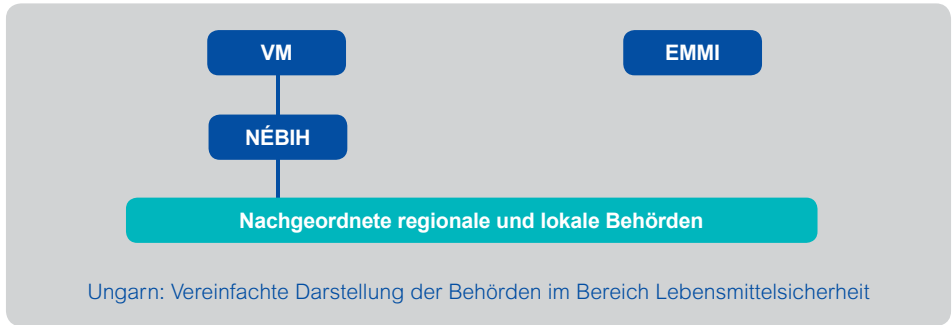 VM
EMMI
NÉBIH
Nachgeordnete regionale und lokale Behörden
Ungarn: Vereinfachte Darstellung der Behörden im Bereich Lebensmittelsicherheit